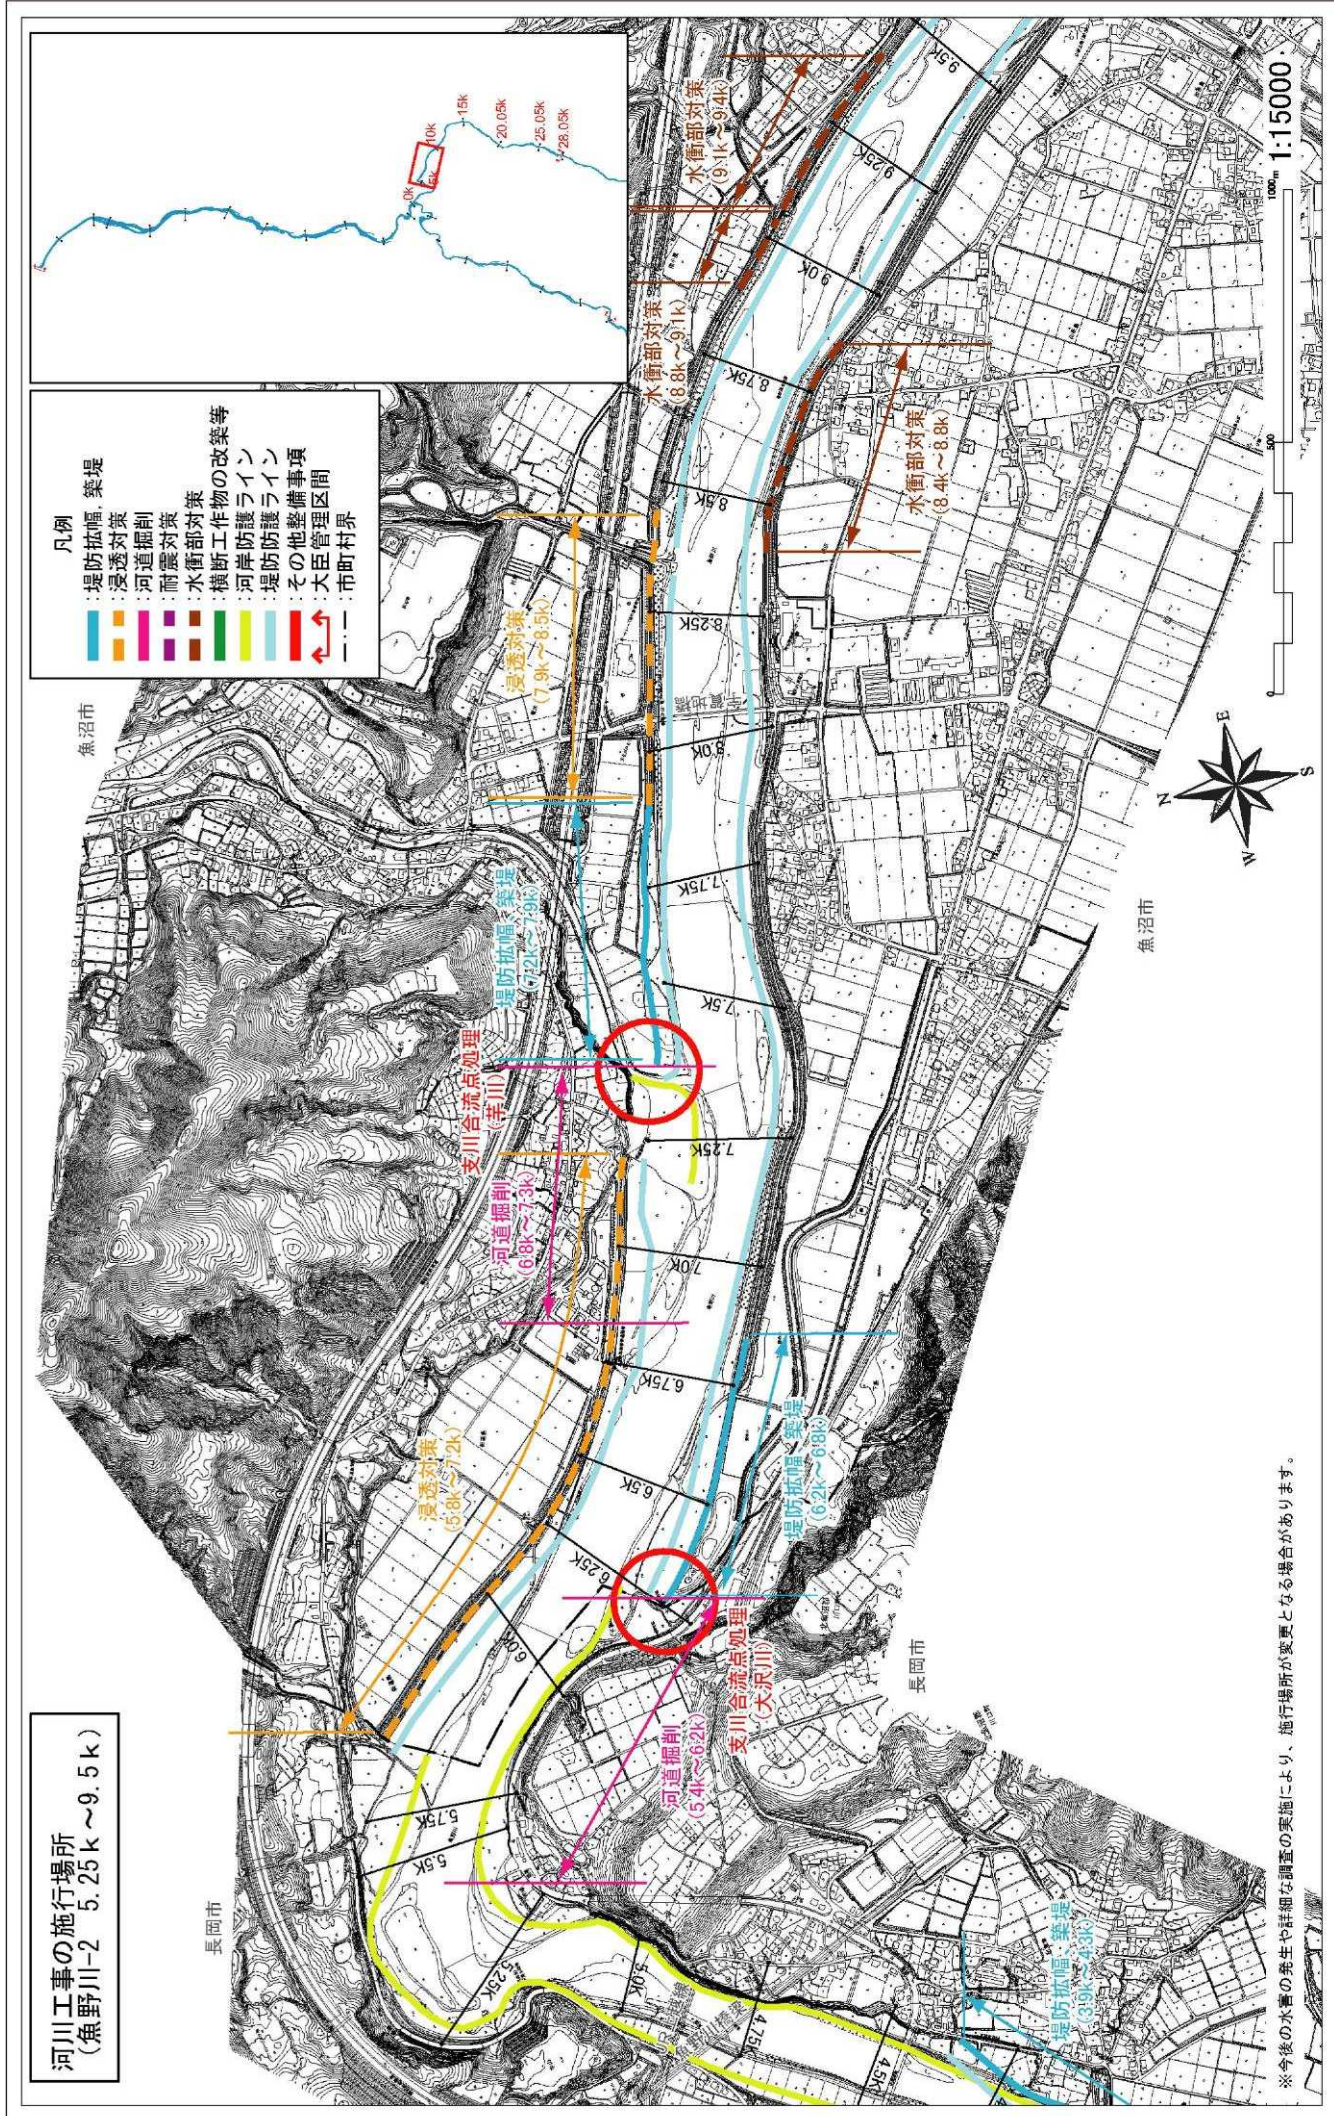 河川工事の施行場所
(魚野川-2 5.25k～9.5k)
凡例
:堤防拡幅、築堤
:浸透対策
:河道掘削
:耐震対策
:水衝部対策
:横断工作物の改築等
:河岸防護ライン
:堤防防護ライン
:その他整備事項
:大臣管理区間
:市町村界
0k
5k
10k
15k
20.05k
25.05k
28.05k
長岡市
魚沼市
浸透対策
(5.8k～7.2k)
河道掘削
(6.8k～7.3k)
支川合流点処理
(芋川)
堤防拡幅、築堤
(7.2k～7.9k)
浸透対策
(7.9k～8.5k)
水衝部対策
(8.8k～9.1k)
水衝部対策
(9.1k～9.4k)
4.5K
4.75K
5.0K
5.25K
5.5K
5.75K
6.0K
6.25K
6.5K
6.75K
7.0K
7.25K
7.5K
7.75K
8.0K
宇賀地橋
8.25K
8.5K
8.75K
9.0K
9.25K
9.5K
堤防拡幅、築堤
(3.9k～4.3k)
河道掘削
(5.4k～6.2k)
支川合流点処理
(大沢川)
堤防拡幅、築堤
(6.2k～6.8k)
水衝部対策
(8.4k～8.8k)
長岡市
魚沼市
N
E
S
W
0
500
1000m
1:15000
※今後の水害の発生や詳細な調査の実施により、施行場所が変更となる場合があります。